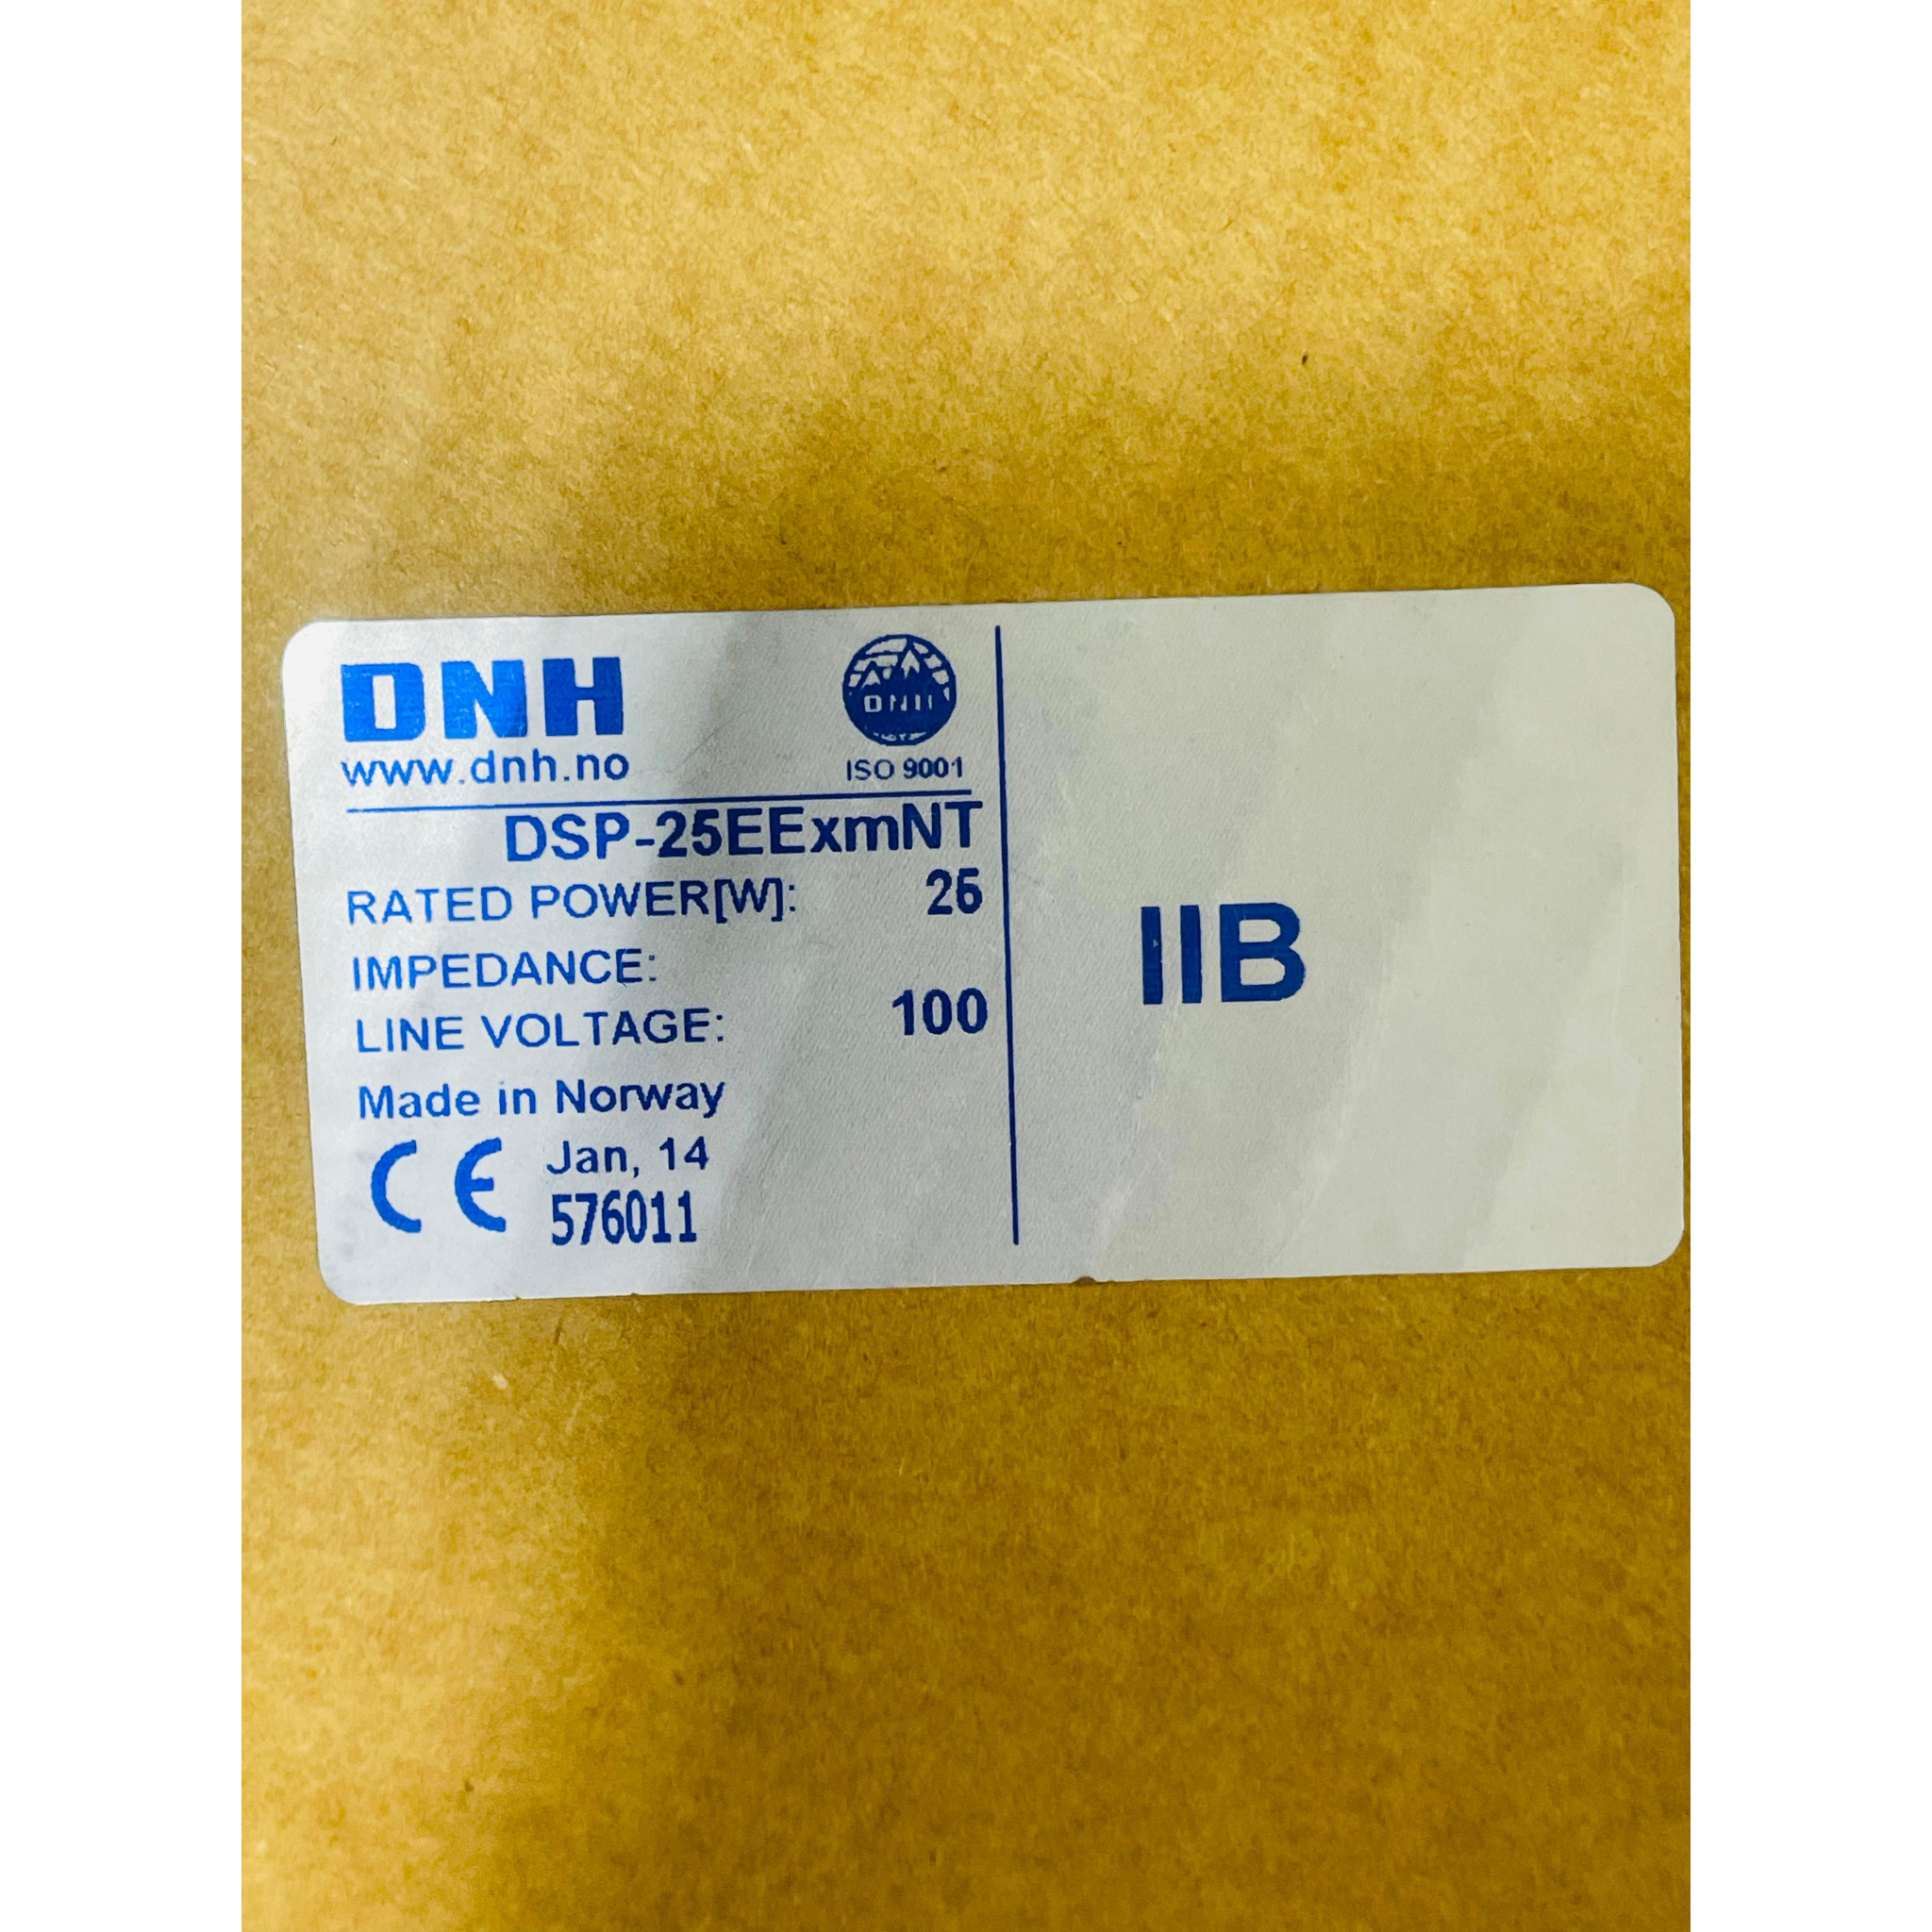 DNH
www.dnh.no
DNH
ISO 9001
DSP-25EExmNT
RATED POWER[W]: 25
IMPEDANCE:
LINE VOLTAGE: 100
Made in Norway
CE Jan, 14
576011
IIB